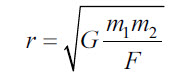 r = √(G m₁m₂ / F)